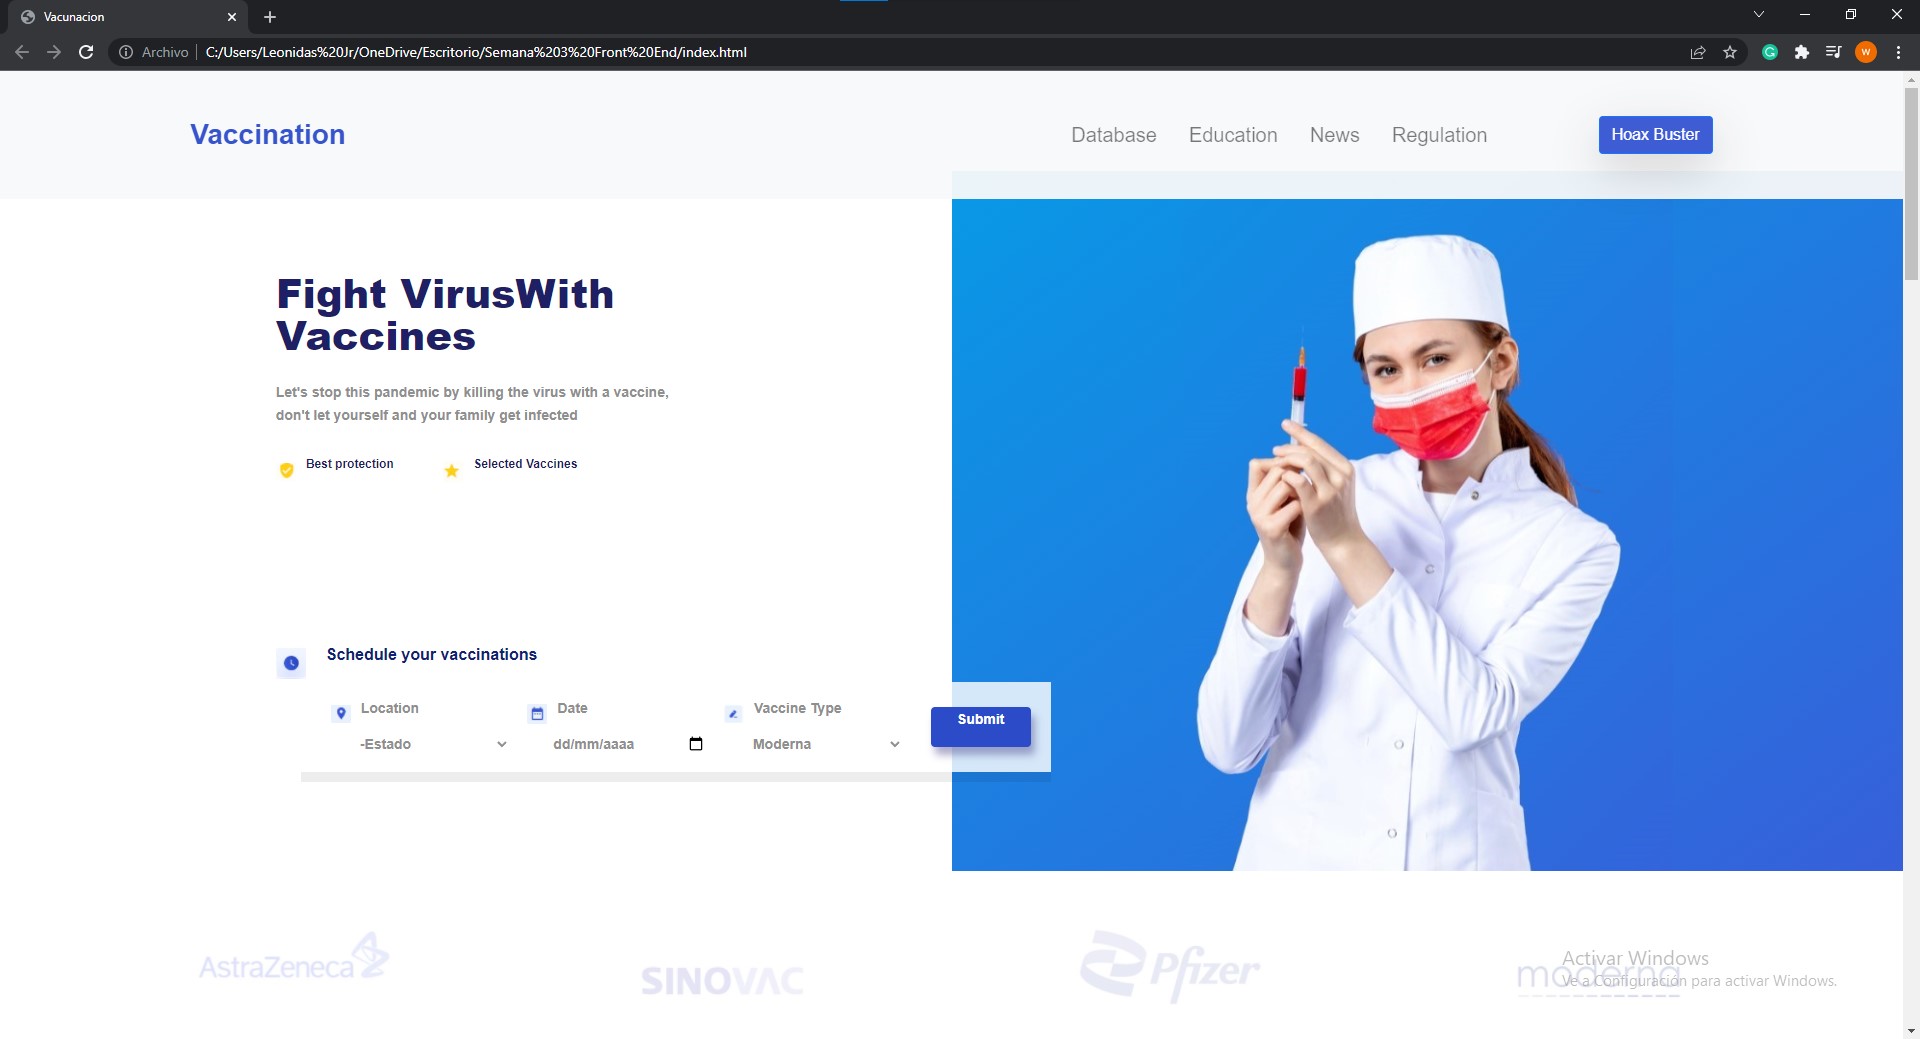 Vacunacion
Archivo
C:/Users/Leonidas%20Jr/OneDrive/Escritorio/Semana%203%20Front%20End/index.html
W
Vaccination
Database
Education
News
Regulation
Hoax Buster
Fight VirusWith
Vaccines
Let's stop this pandemic by killing the virus with a vaccine,
don't let yourself and your family get infected
Best protection
Selected Vaccines
Schedule your vaccinations
Location
Date
Vaccine Type
Submit
-Estado
dd/mm/aaaa
Moderna
AstraZeneca
SINOVAC
Pfizer
moderna
Activar Windows
Ve a Configuración para activar Windows.